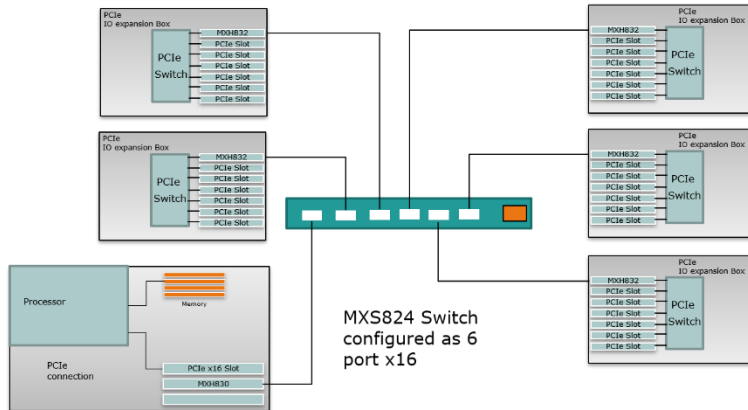 PCIe
IO expansion Box
PCIe
Switch
MXH832
PCIe Slot
PCIe Slot
PCIe Slot
PCIe Slot
PCIe Slot
PCIe Slot
PCIe
IO expansion Box
MXH832
PCIe Slot
PCIe Slot
PCIe Slot
PCIe Slot
PCIe Slot
PCIe Slot
PCIe
Switch
PCIe
IO expansion Box
PCIe
Switch
MXH832
PCIe Slot
PCIe Slot
PCIe Slot
PCIe Slot
PCIe Slot
PCIe Slot
PCIe
IO expansion Box
MXH832
PCIe Slot
PCIe Slot
PCIe Slot
PCIe Slot
PCIe Slot
PCIe Slot
PCIe
Switch
Processor
Memory
PCIe
connection
PCIe x16 Slot
MXH830
MXS824 Switch
configured as 6
port x16
PCIe
IO expansion Box
MXH832
PCIe Slot
PCIe Slot
PCIe Slot
PCIe Slot
PCIe Slot
PCIe Slot
PCIe
Switch